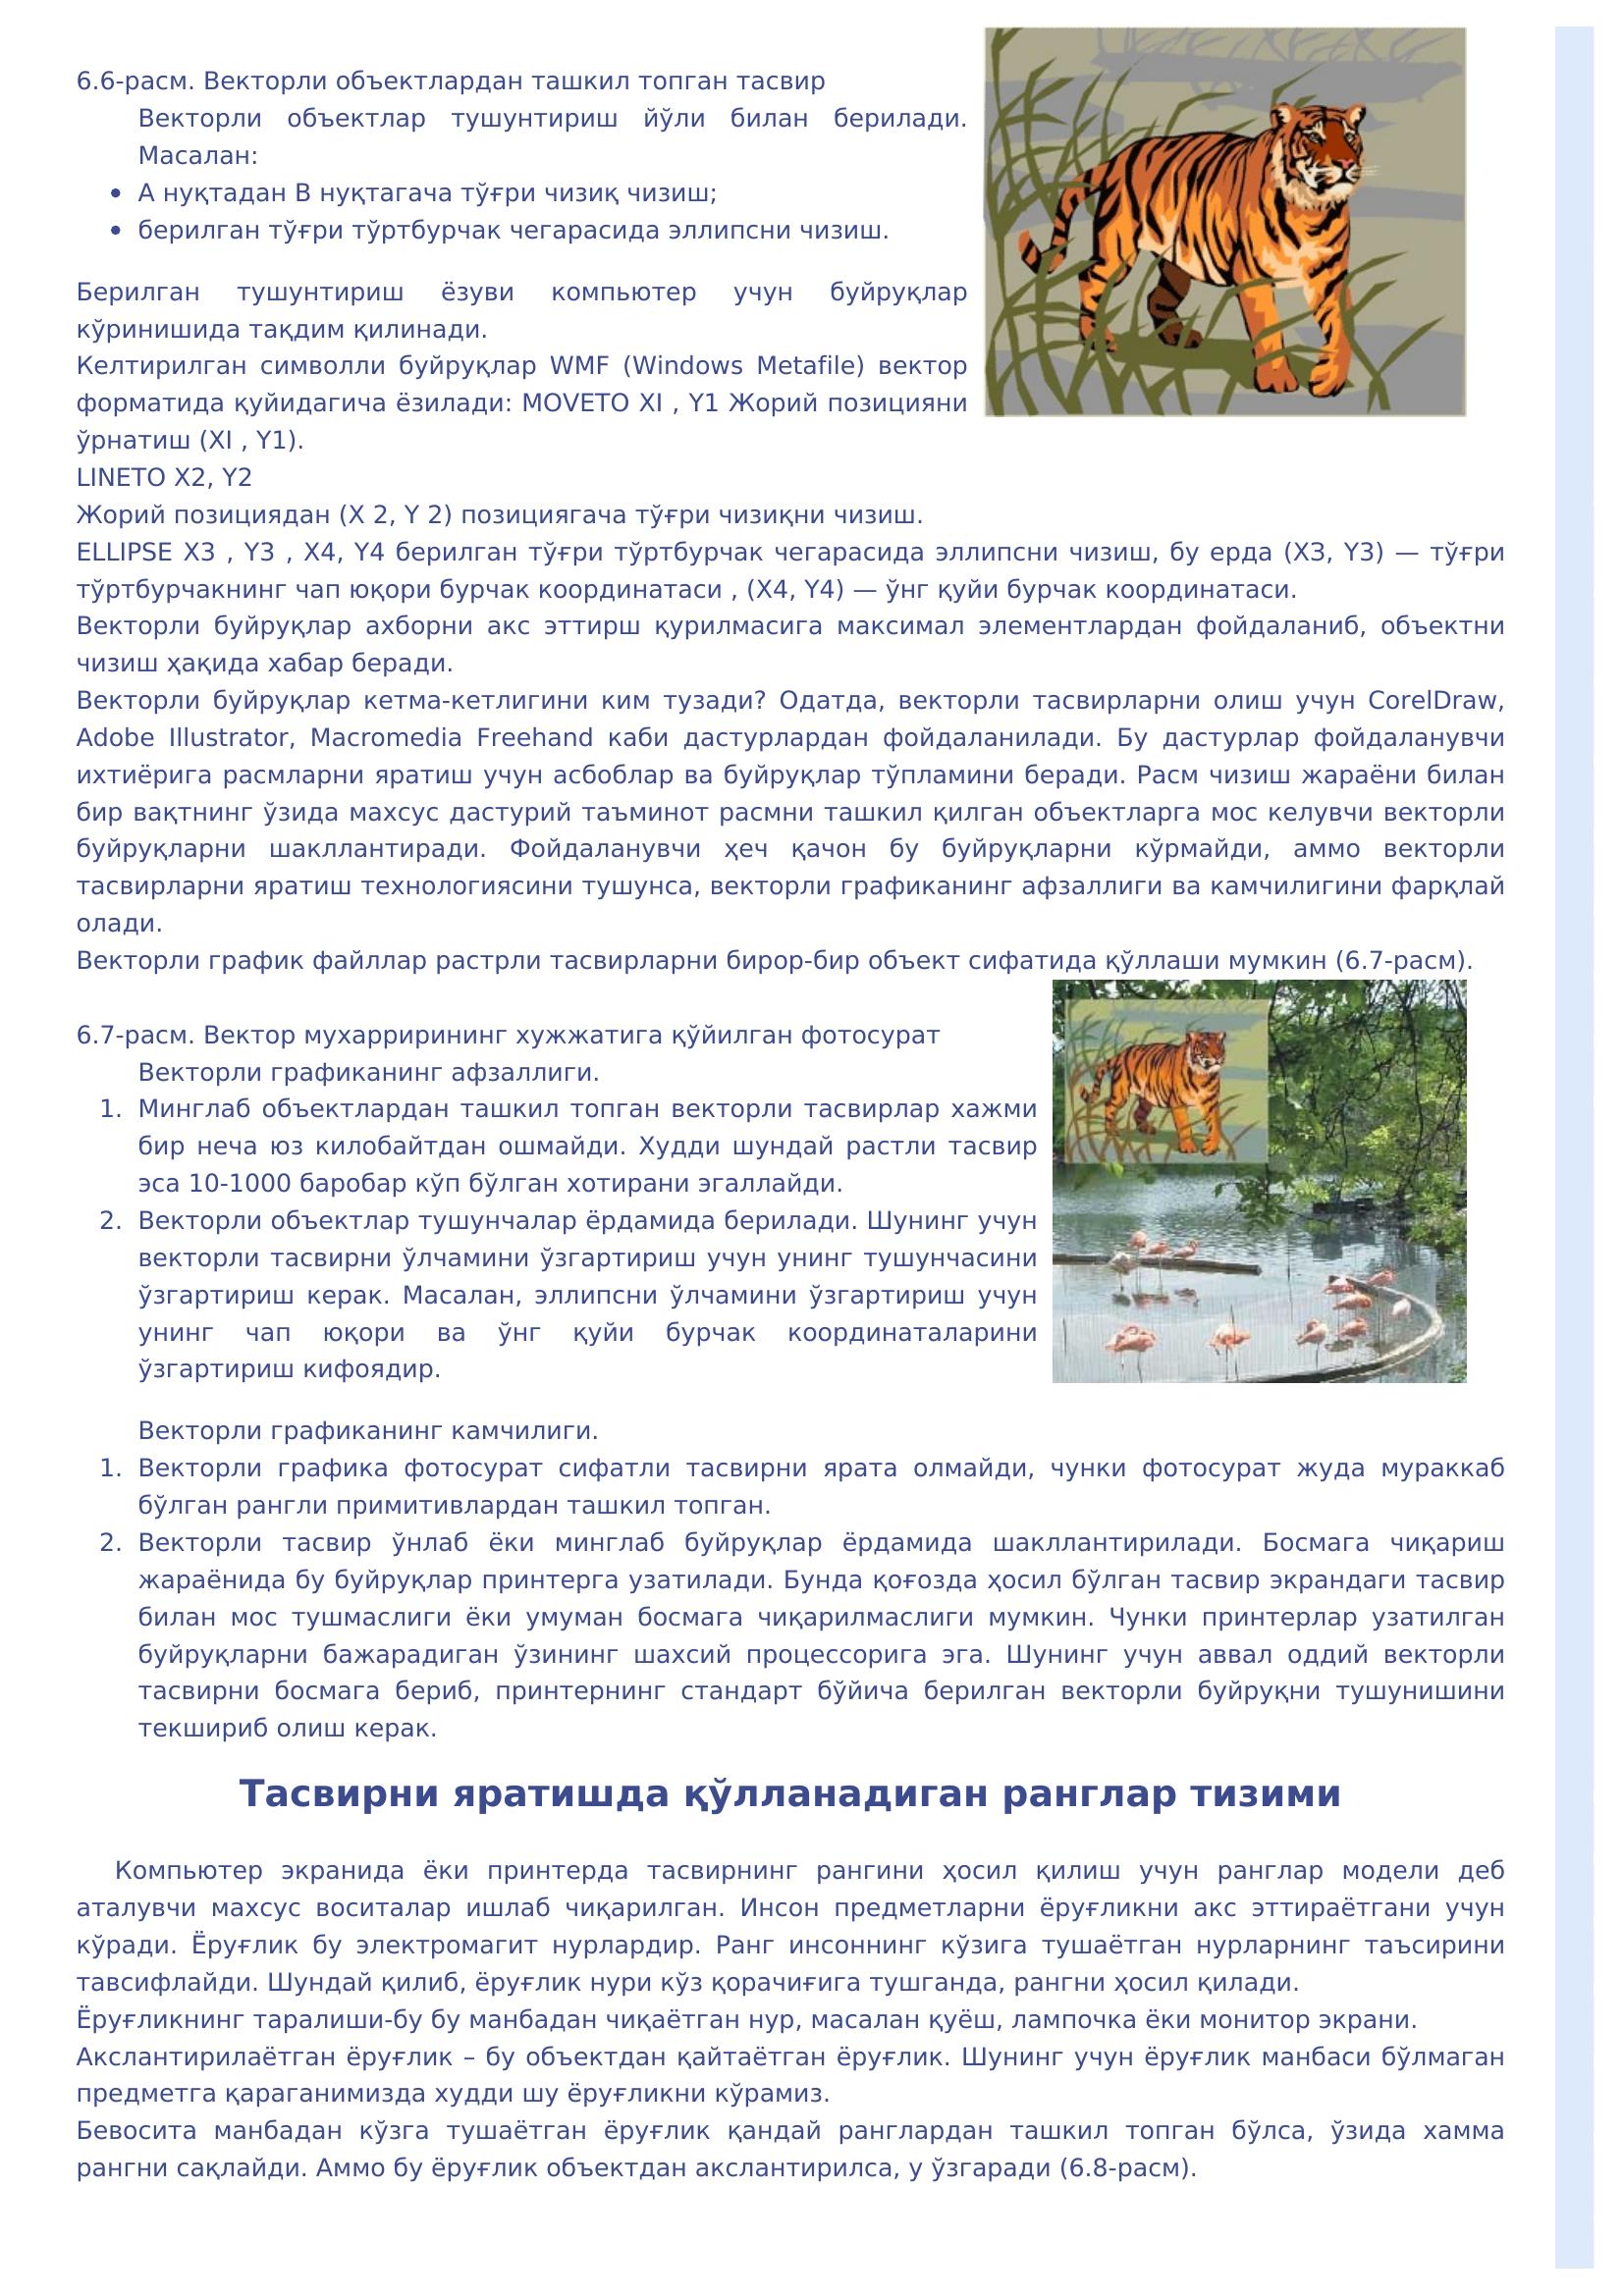 6.6-расм. Векторли объектлардан ташкил топган тасвир
Векторли объектлар тушунтириш йўли билан берилади.
Масалан:
• А нуқтадан В нуқтагача тўғри чизиқ чизиш;
• берилган тўғри тўртбурчак чегарасида эллипсни чизиш.
Берилган тушунтириш ёзуви компьютер учун буйруқлар
кўринишида тақдим қилинади.
Келтирилган символли буйруқлар WMF (Windows Metafile) вектор
форматида қуйидагича ёзилади: MOVETO XI , Y1 Жорий позицияни
ўрнатиш (XI , Y1).
LINETO X2, Y2
Жорий позициядан (X 2, Y 2) позициягача тўғри чизиқни чизиш.
ELLIPSE X3 , Y3 , X4, Y4 берилган тўғри тўртбурчак чегарасида эллипсни чизиш, бу ерда (X3, Y3) — тўғри
тўртбурчакнинг чап юқори бурчак координатаси , (X4, Y4) — ўнг қуйи бурчак координатаси.
Векторли буйруқлар ахборни акс эттирш қурилмасига максимал элементлардан фойдаланиб, объектни
чизиш ҳақида хабар беради.
Векторли буйруқлар кетма-кетлигини ким тузади? Одатда, векторли тасвирларни олиш учун CorelDraw,
Adobe Illustrator, Macromedia Freehand каби дастурлардан фойдаланилади. Бу дастурлар фойдаланувчи
ихтиёрига расмларни яратиш учун асбоблар ва буйруқлар тўпламини беради. Расм чизиш жараёни билан
бир вақтнинг ўзида махсус дастурий таъминот расмни ташкил қилган объектларга мос келувчи векторли
буйруқларни шакллантиради. Фойдаланувчи ҳеч қачон бу буйруқларни кўрмайди, аммо векторли
тасвирларни яратиш технологиясини тушунса, векторли графиканинг афзаллиги ва камчилигини фарқлай
олади.
Векторли график файллар растрли тасвирларни бирор-бир объект сифатида қўллаши мумкин (6.7-расм).
6.7-расм. Вектор мухаррирининг хужжатига қўйилган фотосурат
Векторли графиканинг афзаллиги.
1. Минглаб объектлардан ташкил топган векторли тасвирлар хажми
бир неча юз килобайтдан ошмайди. Худди шундай растли тасвир
эса 10-1000 баробар кўп бўлган хотирани эгаллайди.
2. Векторли объектлар тушунчалар ёрдамида берилади. Шунинг учун
векторли тасвирни ўлчамини ўзгартириш учун унинг тушунчасини
ўзгартириш керак. Масалан, эллипсни ўлчамини ўзгартириш учун
унинг чап юқори ва ўнг қуйи бурчак координаталарини
ўзгартириш кифоядир.
Векторли графиканинг камчилиги.
1. Векторли графика фотосурат сифатли тасвирни ярата олмайди, чунки фотосурат жуда мураккаб
бўлган рангли примитивлардан ташкил топган.
2. Векторли тасвир ўнлаб ёки минглаб буйруқлар ёрдамида шакллантирилади. Босмага чиқариш
жараёнида бу буйруқлар принтерга узатилади. Бунда қоғозда ҳосил бўлган тасвир экрандаги тасвир
билан мос тушмаслиги ёки умуман босмага чиқарилмаслиги мумкин. Чунки принтерлар узатилган
буйруқларни бажарадиган ўзининг шахсий процессорига эга. Шунинг учун аввал оддий векторли
тасвирни босмага бериб, принтернинг стандарт бўйича берилган векторли буйруқни тушунишини
текшириб олиш керак.
Тасвирни яратишда қўлланадиган ранглар тизими
Компьютер экранида ёки принтерда тасвирнинг рангини ҳосил қилиш учун ранглар модели деб
аталувчи махсус воситалар ишлаб чиқарилган. Инсон предметларни ёруғликни акс эттираётгани учун
кўради. Ёруғлик бу электромагит нурлардир. Ранг инсоннинг кўзига тушаётган нурларнинг таъсирини
тавсифлайди. Шундай қилиб, ёруғлик нури кўз қорачиғига тушганда, рангни ҳосил қилади.
Ёруғликнинг таралиши-бу бу манбадан чиқаётган нур, масалан қуёш, лампочка ёки монитор экрани.
Акслантирилаётган ёруғлик – бу объектдан қайтаётган ёруғлик. Шунинг учун ёруғлик манбаси бўлмаган
предметга қараганимизда худди шу ёруғликни кўрамиз.
Бевосита манбадан кўзга тушаётган ёруғлик қандай ранглардан ташкил топган бўлса, ўзида хамма
рангни сақлайди. Аммо бу ёруғлик объектдан акслантирилса, у ўзгаради (6.8-расм).